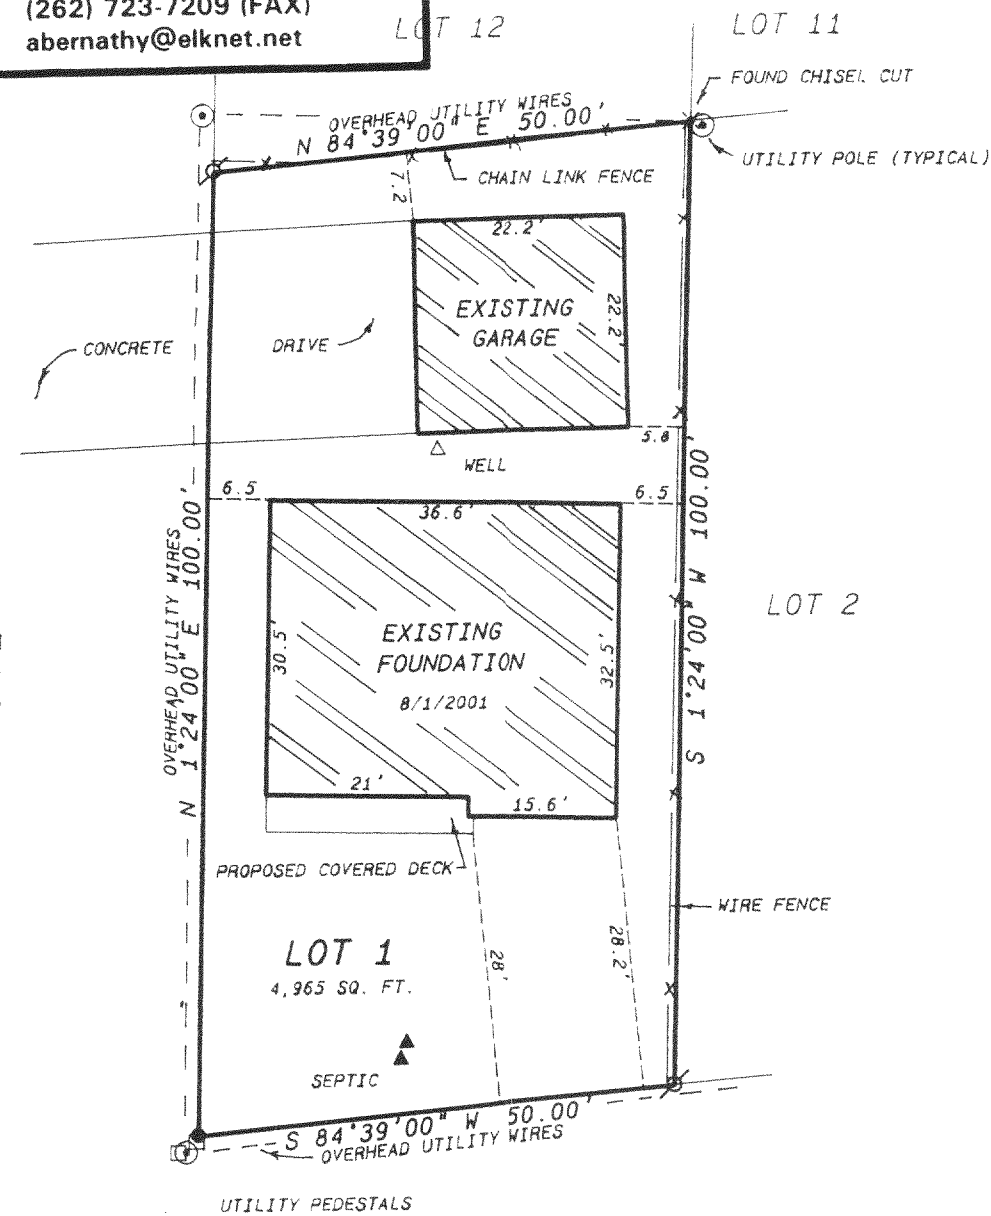 (262) 723-7209 (FAX)
abernathy@elknet.net
LOT 12
LOT 11
FOUND CHISEL CUT
OVERHEAD UTILITY WIRES
N 84°39'00" E 50.00'
UTILITY POLE (TYPICAL)
CHAIN LINK FENCE
7.2
22.2'
EXISTING
GARAGE
22.2'
CONCRETE
DRIVE
5.8
WELL
6.5
6.5
36.6'
OVERHEAD UTILITY WIRES
N 1°24'00" E 100.00'
S 1°24'00" W 100.00'
LOT 2
EXISTING
FOUNDATION
8/1/2001
30.5'
32.5'
21'
15.6'
PROPOSED COVERED DECK
WIRE FENCE
LOT 1
4,965 SQ. FT.
28'
28.2'
SEPTIC
S 84°39'00" W 50.00'
OVERHEAD UTILITY WIRES
UTILITY PEDESTALS